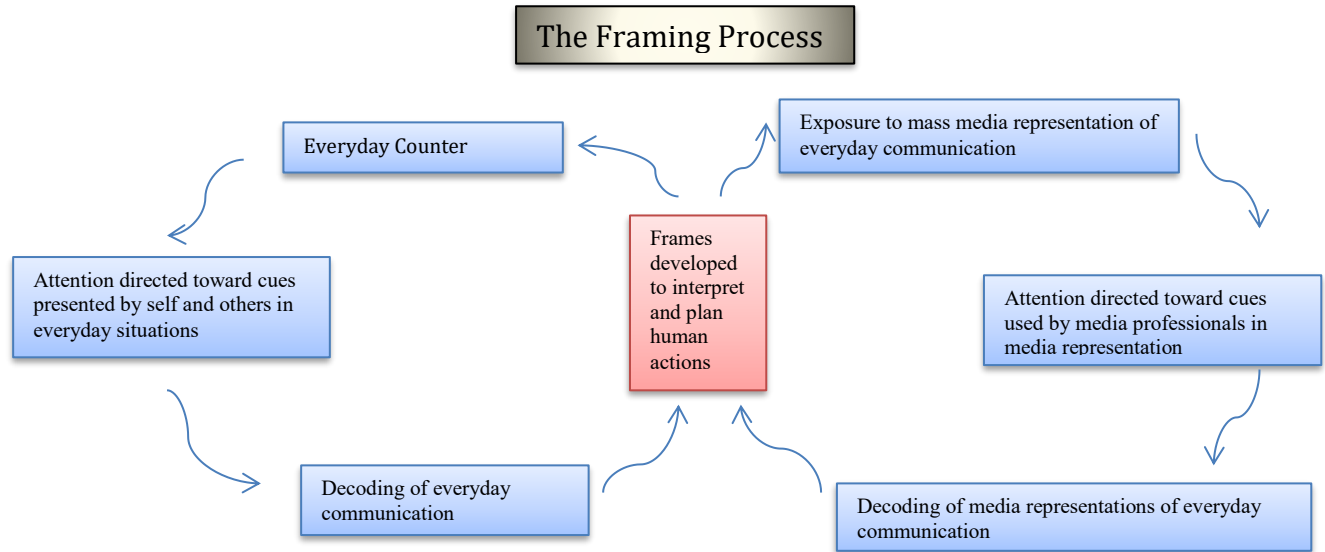 The Framing Process
Everyday Counter
Exposure to mass media representation of
everyday communication
Attention directed toward cues
presented by self and others in
everyday situations
Frames
developed
to interpret
and plan
human
actions
Attention directed toward cues
used by media professionals in
media representation
Decoding of everyday
communication
Decoding of media representations of everyday
communication